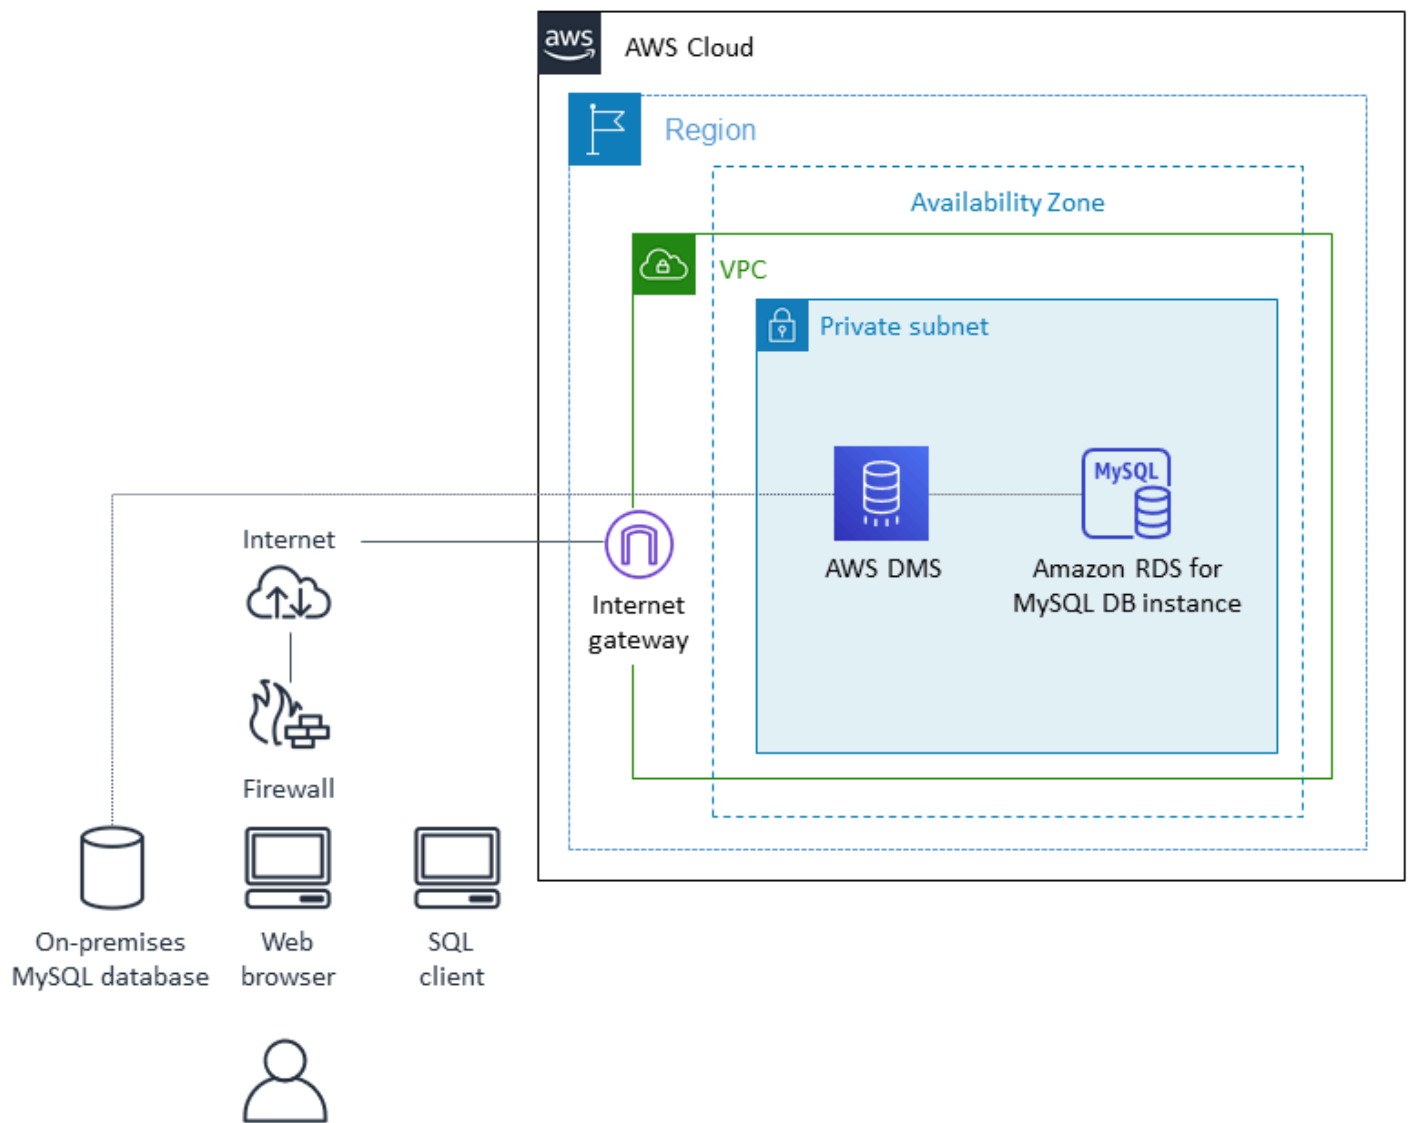 aws
AWS Cloud
Region
Availability Zone
VPC
Private subnet
MySQL
AWS DMS
Amazon RDS for
MySQL DB instance
Internet
Internet
gateway
Firewall
On-premises
MySQL database
Web
browser
SQL
client